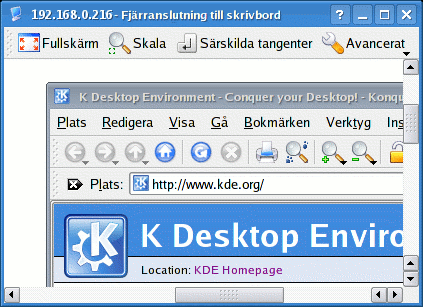 192.168.0.216 - Fjärranslutning till skrivbord
Fullskärm Skala Särskilda tangenter Avancerat
K Desktop Environment - Conquer your Desktop! - Konqu
Plats Redigera Visa Gå Bokmärken Verktyg Ins
Plats: http://www.kde.org/
K Desktop Enviro
Location: KDE Homepage